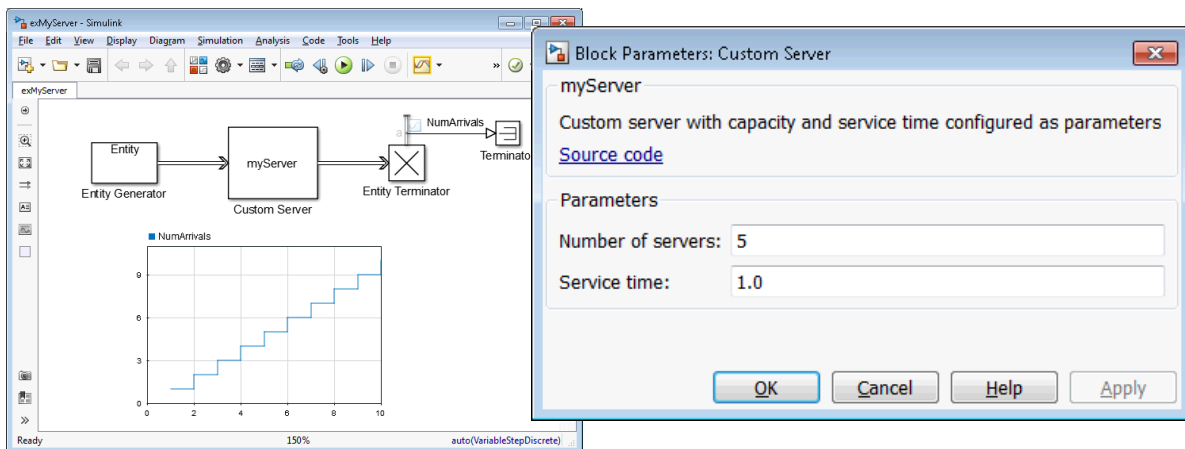 exMyServer - Simulink
File Edit View Display Diagram Simulation Analysis Code Tools Help
»
exMyServer
Entity
Entity Generator
myServer
Custom Server
a
Entity Terminator
NumArrivals
Terminato
NumArrivals
9
6
3
0
0 2 4 6 8 10
»
Ready 150% auto(VariableStepDiscrete)
Block Parameters: Custom Server
myServer
Custom server with capacity and service time configured as parameters
Source code
Parameters
Number of servers: 5
Service time: 1.0
OK Cancel Help Apply